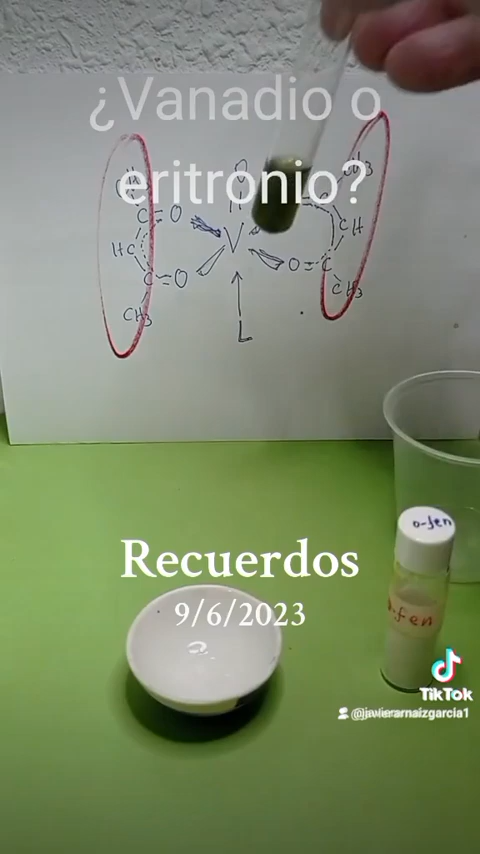 ¿Vanadio o
eritronio?
O
C=O
V
HC
CH
C=O
O=C
CH3
CH3
L
Recuerdos
9/6/2023
o-fen
o-fen
TikTok
@javierarnaizgarcia1